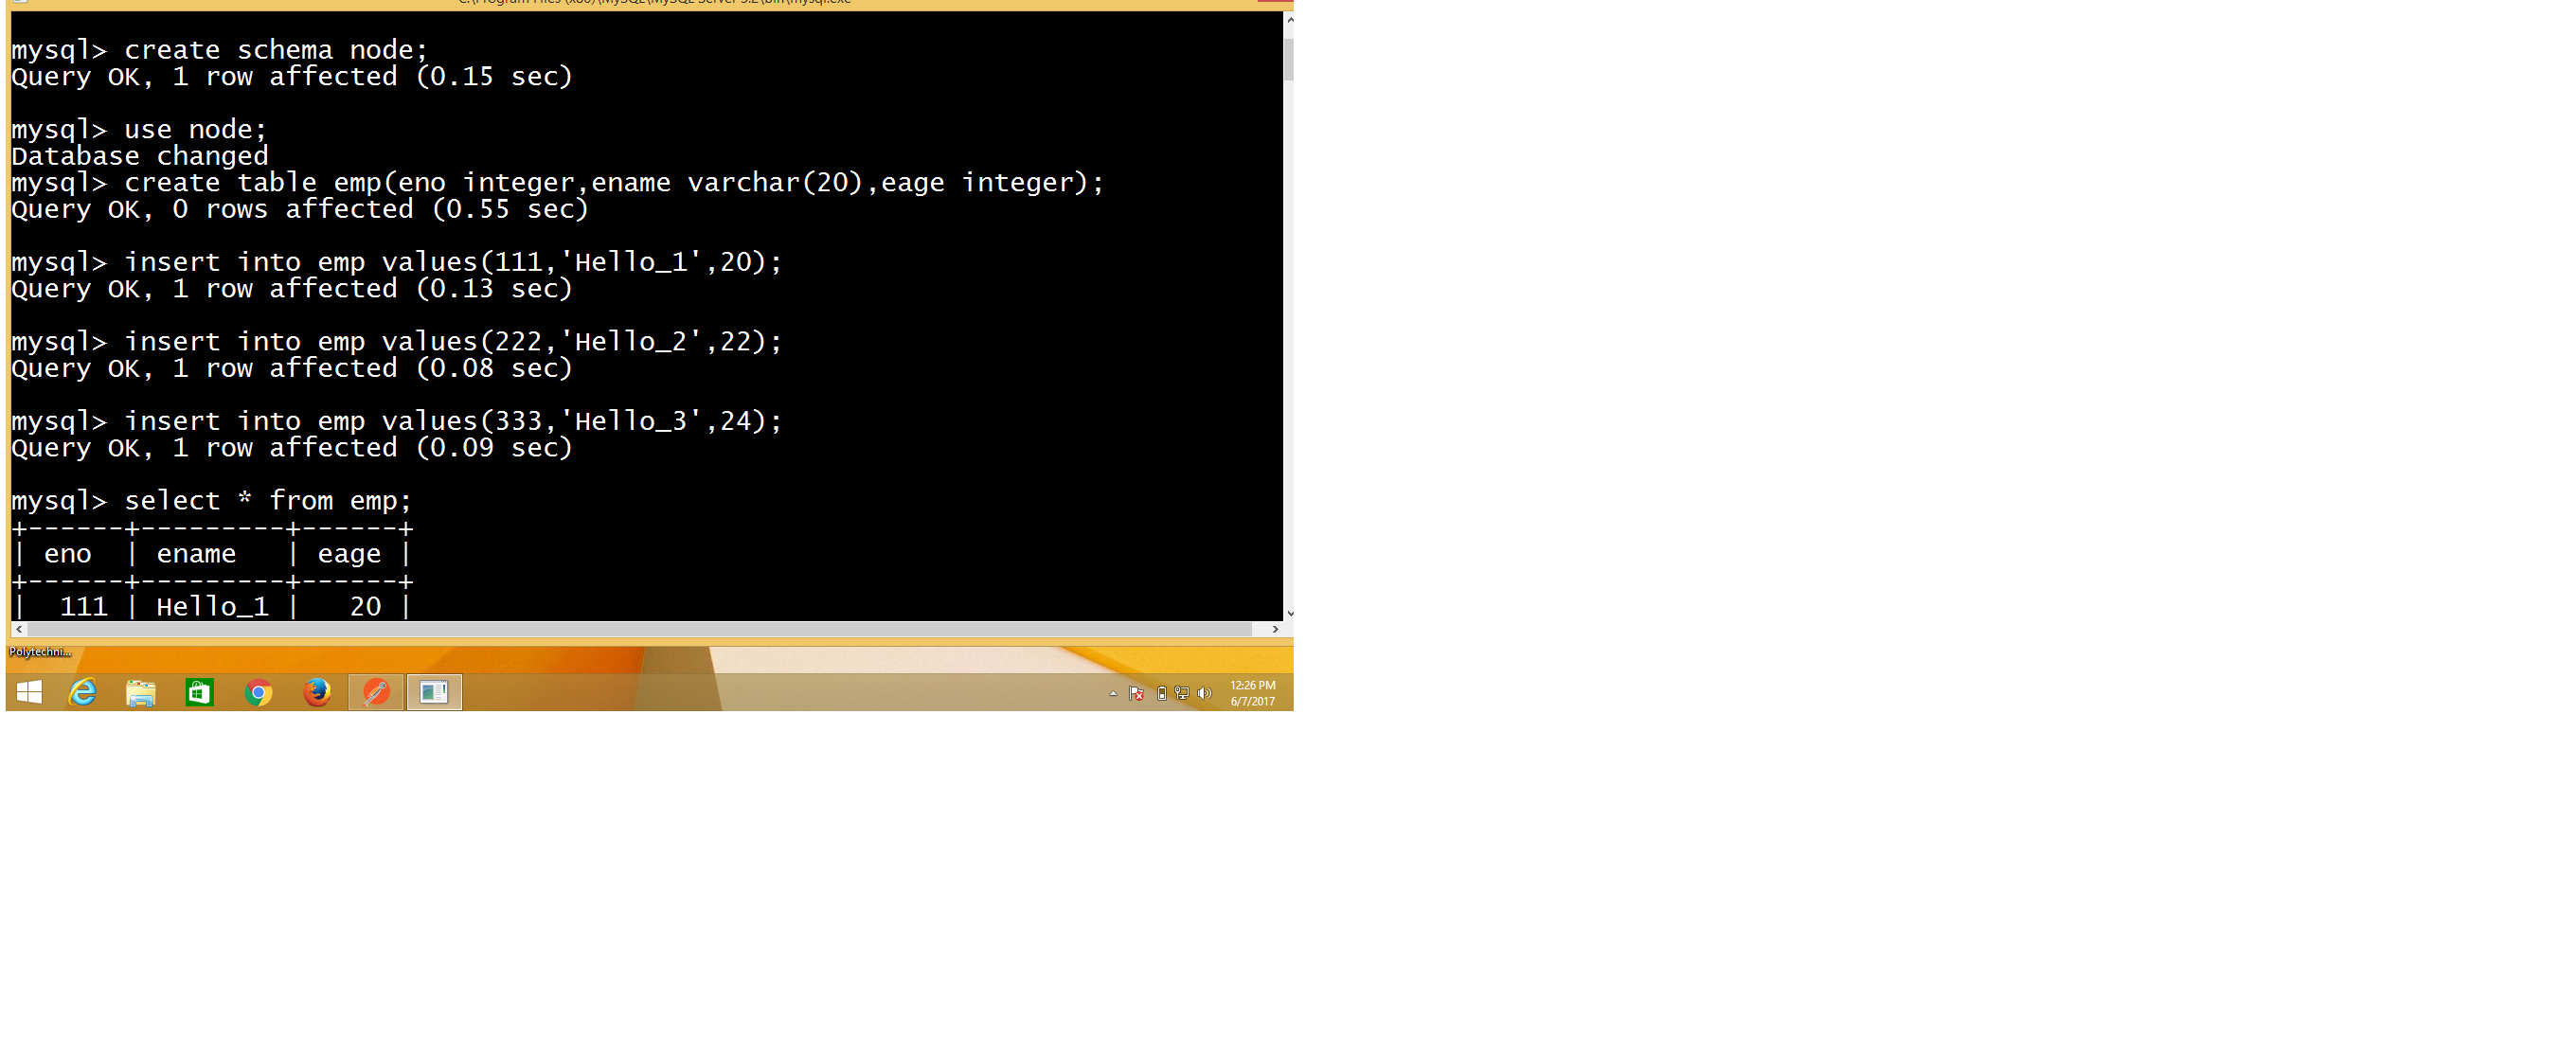 C:\Program Files (x86)\MySQL\MySQL Server 5.2\bin\mysql.exe
mysql> create schema node;
Query OK, 1 row affected (0.15 sec)
mysql> use node;
Database changed
mysql> create table emp(eno integer,ename varchar(20),eage integer);
Query OK, 0 rows affected (0.55 sec)
mysql> insert into emp values(111,'Hello_1',20);
Query OK, 1 row affected (0.13 sec)
mysql> insert into emp values(222,'Hello_2',22);
Query OK, 1 row affected (0.08 sec)
mysql> insert into emp values(333,'Hello_3',24);
Query OK, 1 row affected (0.09 sec)
mysql> select * from emp;
+------+---------+------+
| eno  | ename   | eage |
+------+---------+------+
|  111 | Hello_1 |   20 |
Polytechni...
12:26 PM
6/7/2017